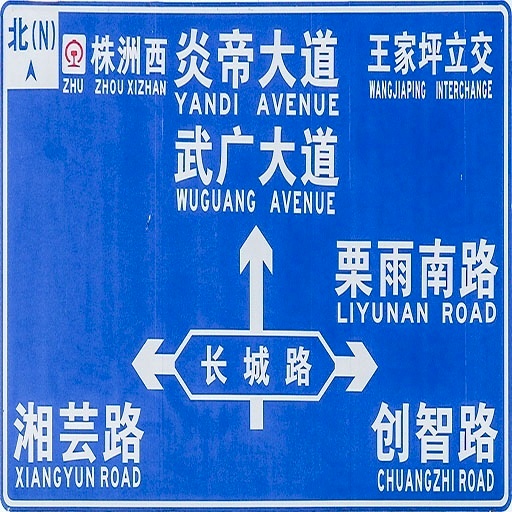 北(N)
株洲西
ZHU ZHOU XIZHAN
炎帝大道
YANDI AVENUE
王家坪立交
WANGJIAPING INTERCHANGE
武广大道
WUGUANG AVENUE
栗雨南路
LIYUNAN ROAD
长城路
湘芸路
XIANGYUN ROAD
创智路
CHUANGZHI ROAD